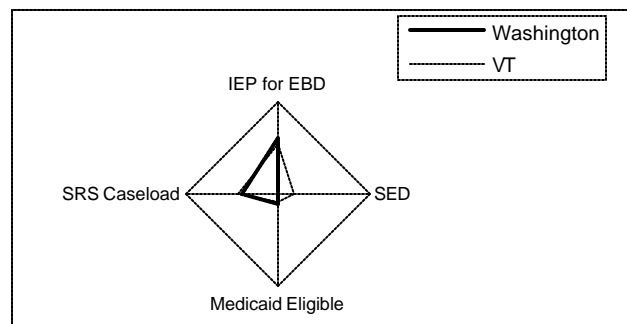 Washington
VT
IEP for EBD
SRS Caseload
SED
Medicaid Eligible